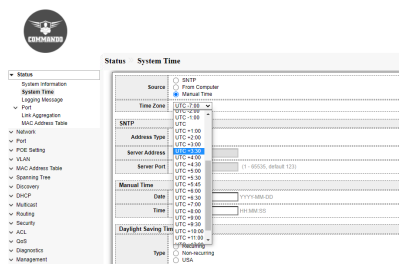 COMMANDO
Status System Time
Status
System Information
System Time
Logging Message
Port
Link Aggregation
MAC Address Table
Network
Port
POE Setting
VLAN
MAC Address Table
Spanning Tree
Discovery
DHCP
Multicast
Routing
Security
ACL
QoS
Diagnostics
Management
Source
SNTP
From Computer
Manual Time
Time Zone
UTC -7:00
UTC -2:00
UTC -1:00
UTC
UTC +1:00
UTC +2:00
UTC +3:00
UTC +3:30
UTC +4:00
UTC +4:30
UTC +5:00
UTC +5:30
UTC +5:45
UTC +6:00
UTC +6:30
UTC +7:00
UTC +8:00
UTC +9:00
UTC +9:30
UTC +10:00
UTC +11:00
SNTP
Address Type
Server Address
Server Port
(1 - 65535, default 123)
Manual Time
Date
YYYY-MM-DD
Time
HH:MM:SS
Daylight Saving Tim
Type
Recurring
Non-recurring
USA